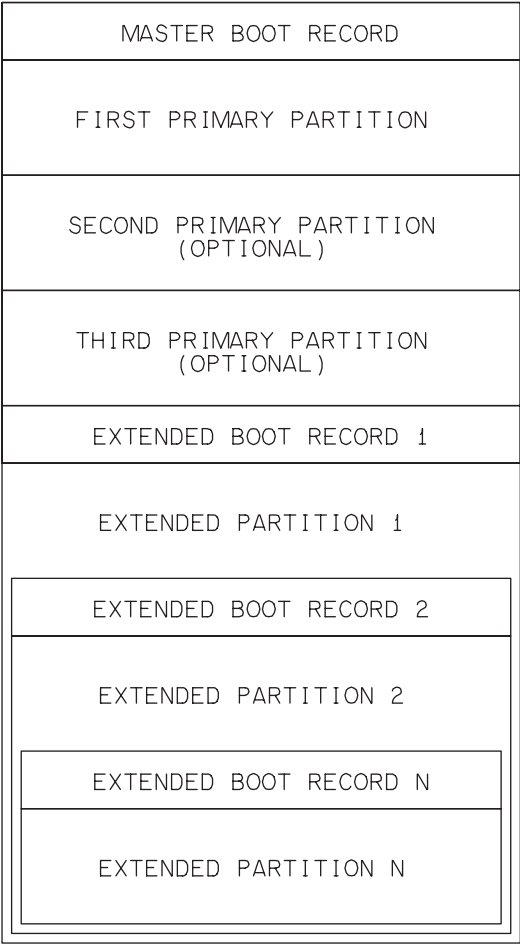 MASTER BOOT RECORD
FIRST PRIMARY PARTITION
SECOND PRIMARY PARTITION
(OPTIONAL)
THIRD PRIMARY PARTITION
(OPTIONAL)
EXTENDED BOOT RECORD 1
EXTENDED PARTITION 1
EXTENDED BOOT RECORD 2
EXTENDED PARTITION 2
EXTENDED BOOT RECORD N
EXTENDED PARTITION N